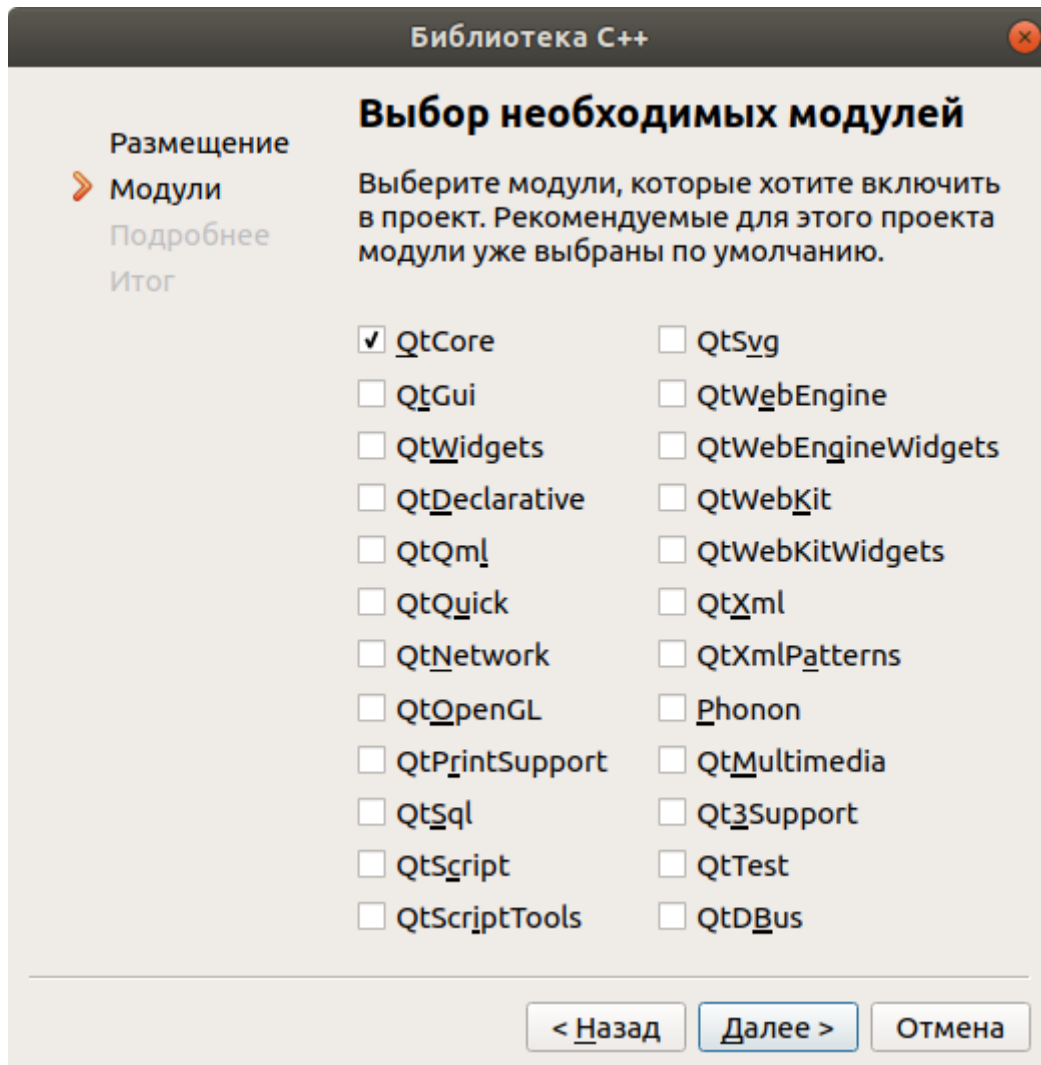 Библиотека C++
Размещение
Модули
Подробнее
Итог
Выбор необходимых модулей
Выберите модули, которые хотите включить
в проект. Рекомендуемые для этого проекта
модули уже выбраны по умолчанию.
QtCore
QtGui
QtWidgets
QtDeclarative
QtQml
QtQuick
QtNetwork
QtOpenGL
QtPrintSupport
QtSql
QtScript
QtScriptTools
QtSvg
QtWebEngine
QtWebEngineWidgets
QtWebKit
QtWebKitWidgets
QtXml
QtXmlPatterns
Phonon
QtMultimedia
Qt3Support
QtTest
QtDBus
< Назад
Далее >
Отмена